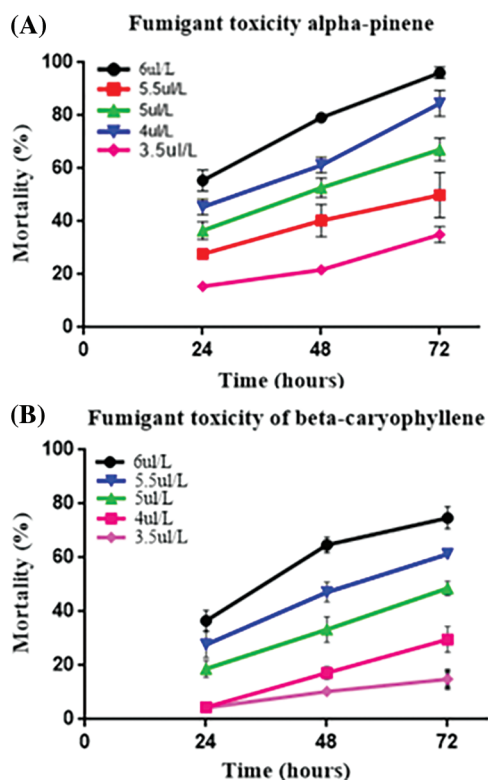 (A)
Fumigant toxicity alpha-pinene
6ul/L
5.5ul/L
5ul/L
4ul/L
3.5ul/L
100
80
60
40
20
0
0 24 48 72
Mortality (%)
Time (hours)
(B)
Fumigant toxicity of beta-caryophyllene
6ul/L
5.5ul/L
5ul/L
4ul/L
3.5ul/L
100
80
60
40
20
0
0 24 48 72
Mortality (%)
Time (hours)